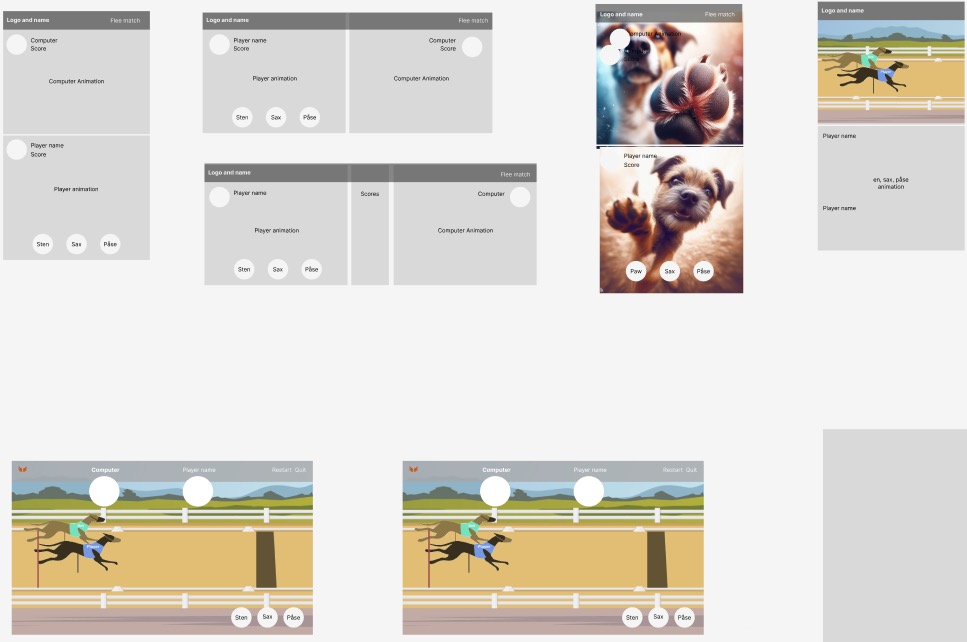 Logo and name Flee match
Computer
Score
Computer Animation
Player name
Score
Player animation
Sten Sax Påse
Logo and name Flee match
Player name
Score
Computer
Score
Player animation
Computer Animation
Sten Sax Påse
Logo and name Flee match
Player name
Scores
Computer
Player animation
Computer Animation
Sten Sax Påse
Logo and name Flee match
Player name
Score
Paw Sax Påse
Logo and name
Player name
en, sax, påse
animation
Player name
Computer Player name Restart Quit
Sten Sax Påse
Computer Player name Restart Quit
Sten Sax Påse